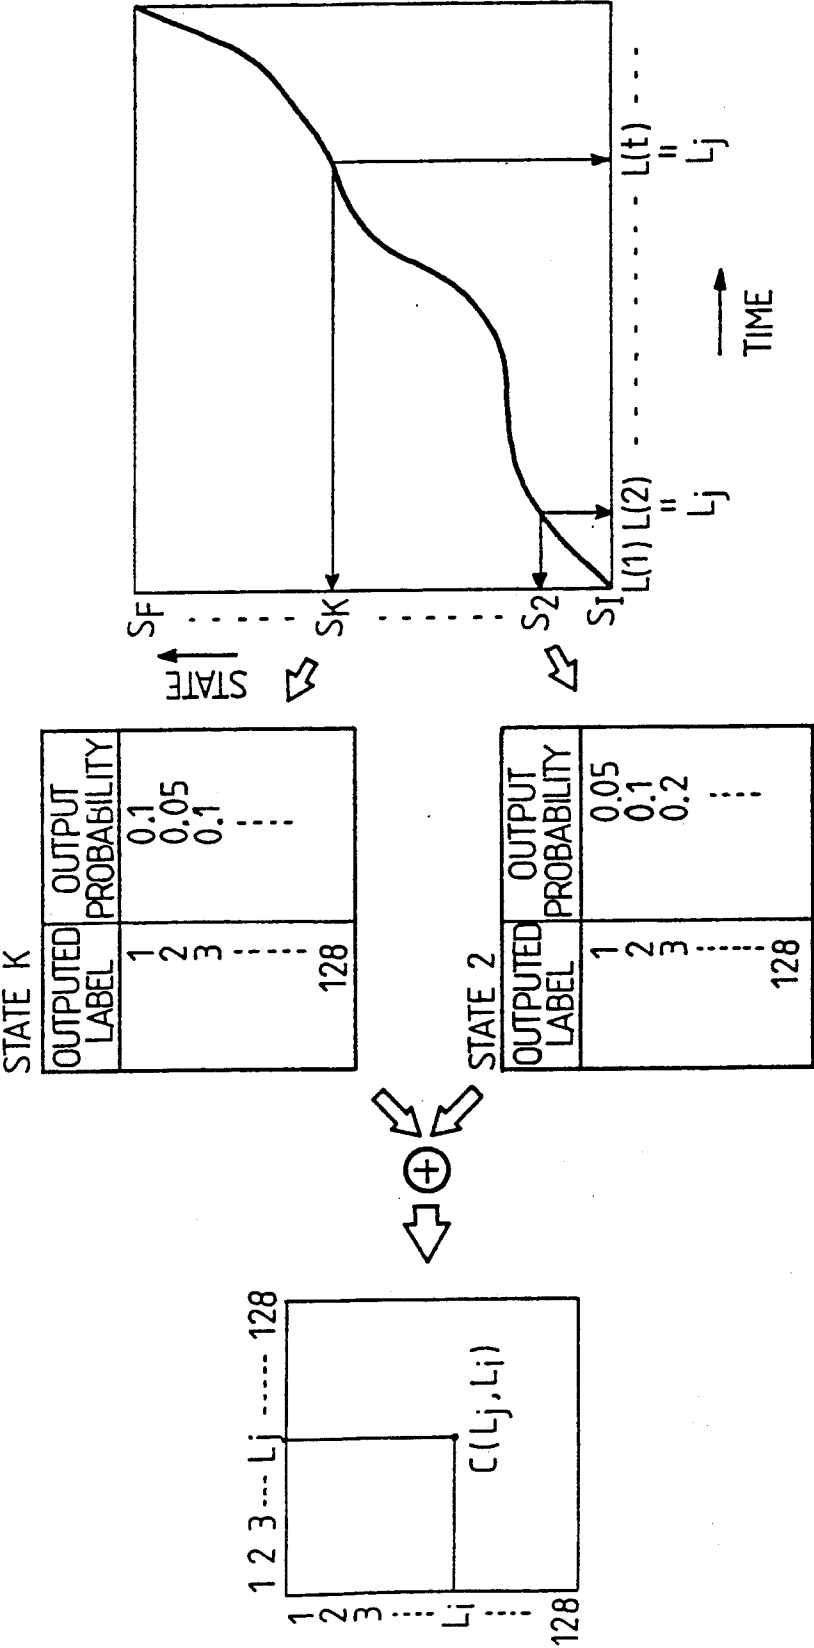 1 2 3 ---- Lj ------ 128
1
2
3
Li
128
C(Lj, Li)
+
STATE K
OUTPUTED LABEL
OUTPUT PROBABILITY
1 0.1
2 0.05
3 0.1
128
STATE 2
OUTPUTED LABEL
OUTPUT PROBABILITY
1 0.05
2 0.1
3 0.2
128
STATE
SF
SK
S2
SI
L(1) L(2) L(t)
= =
Lj Lj
TIME